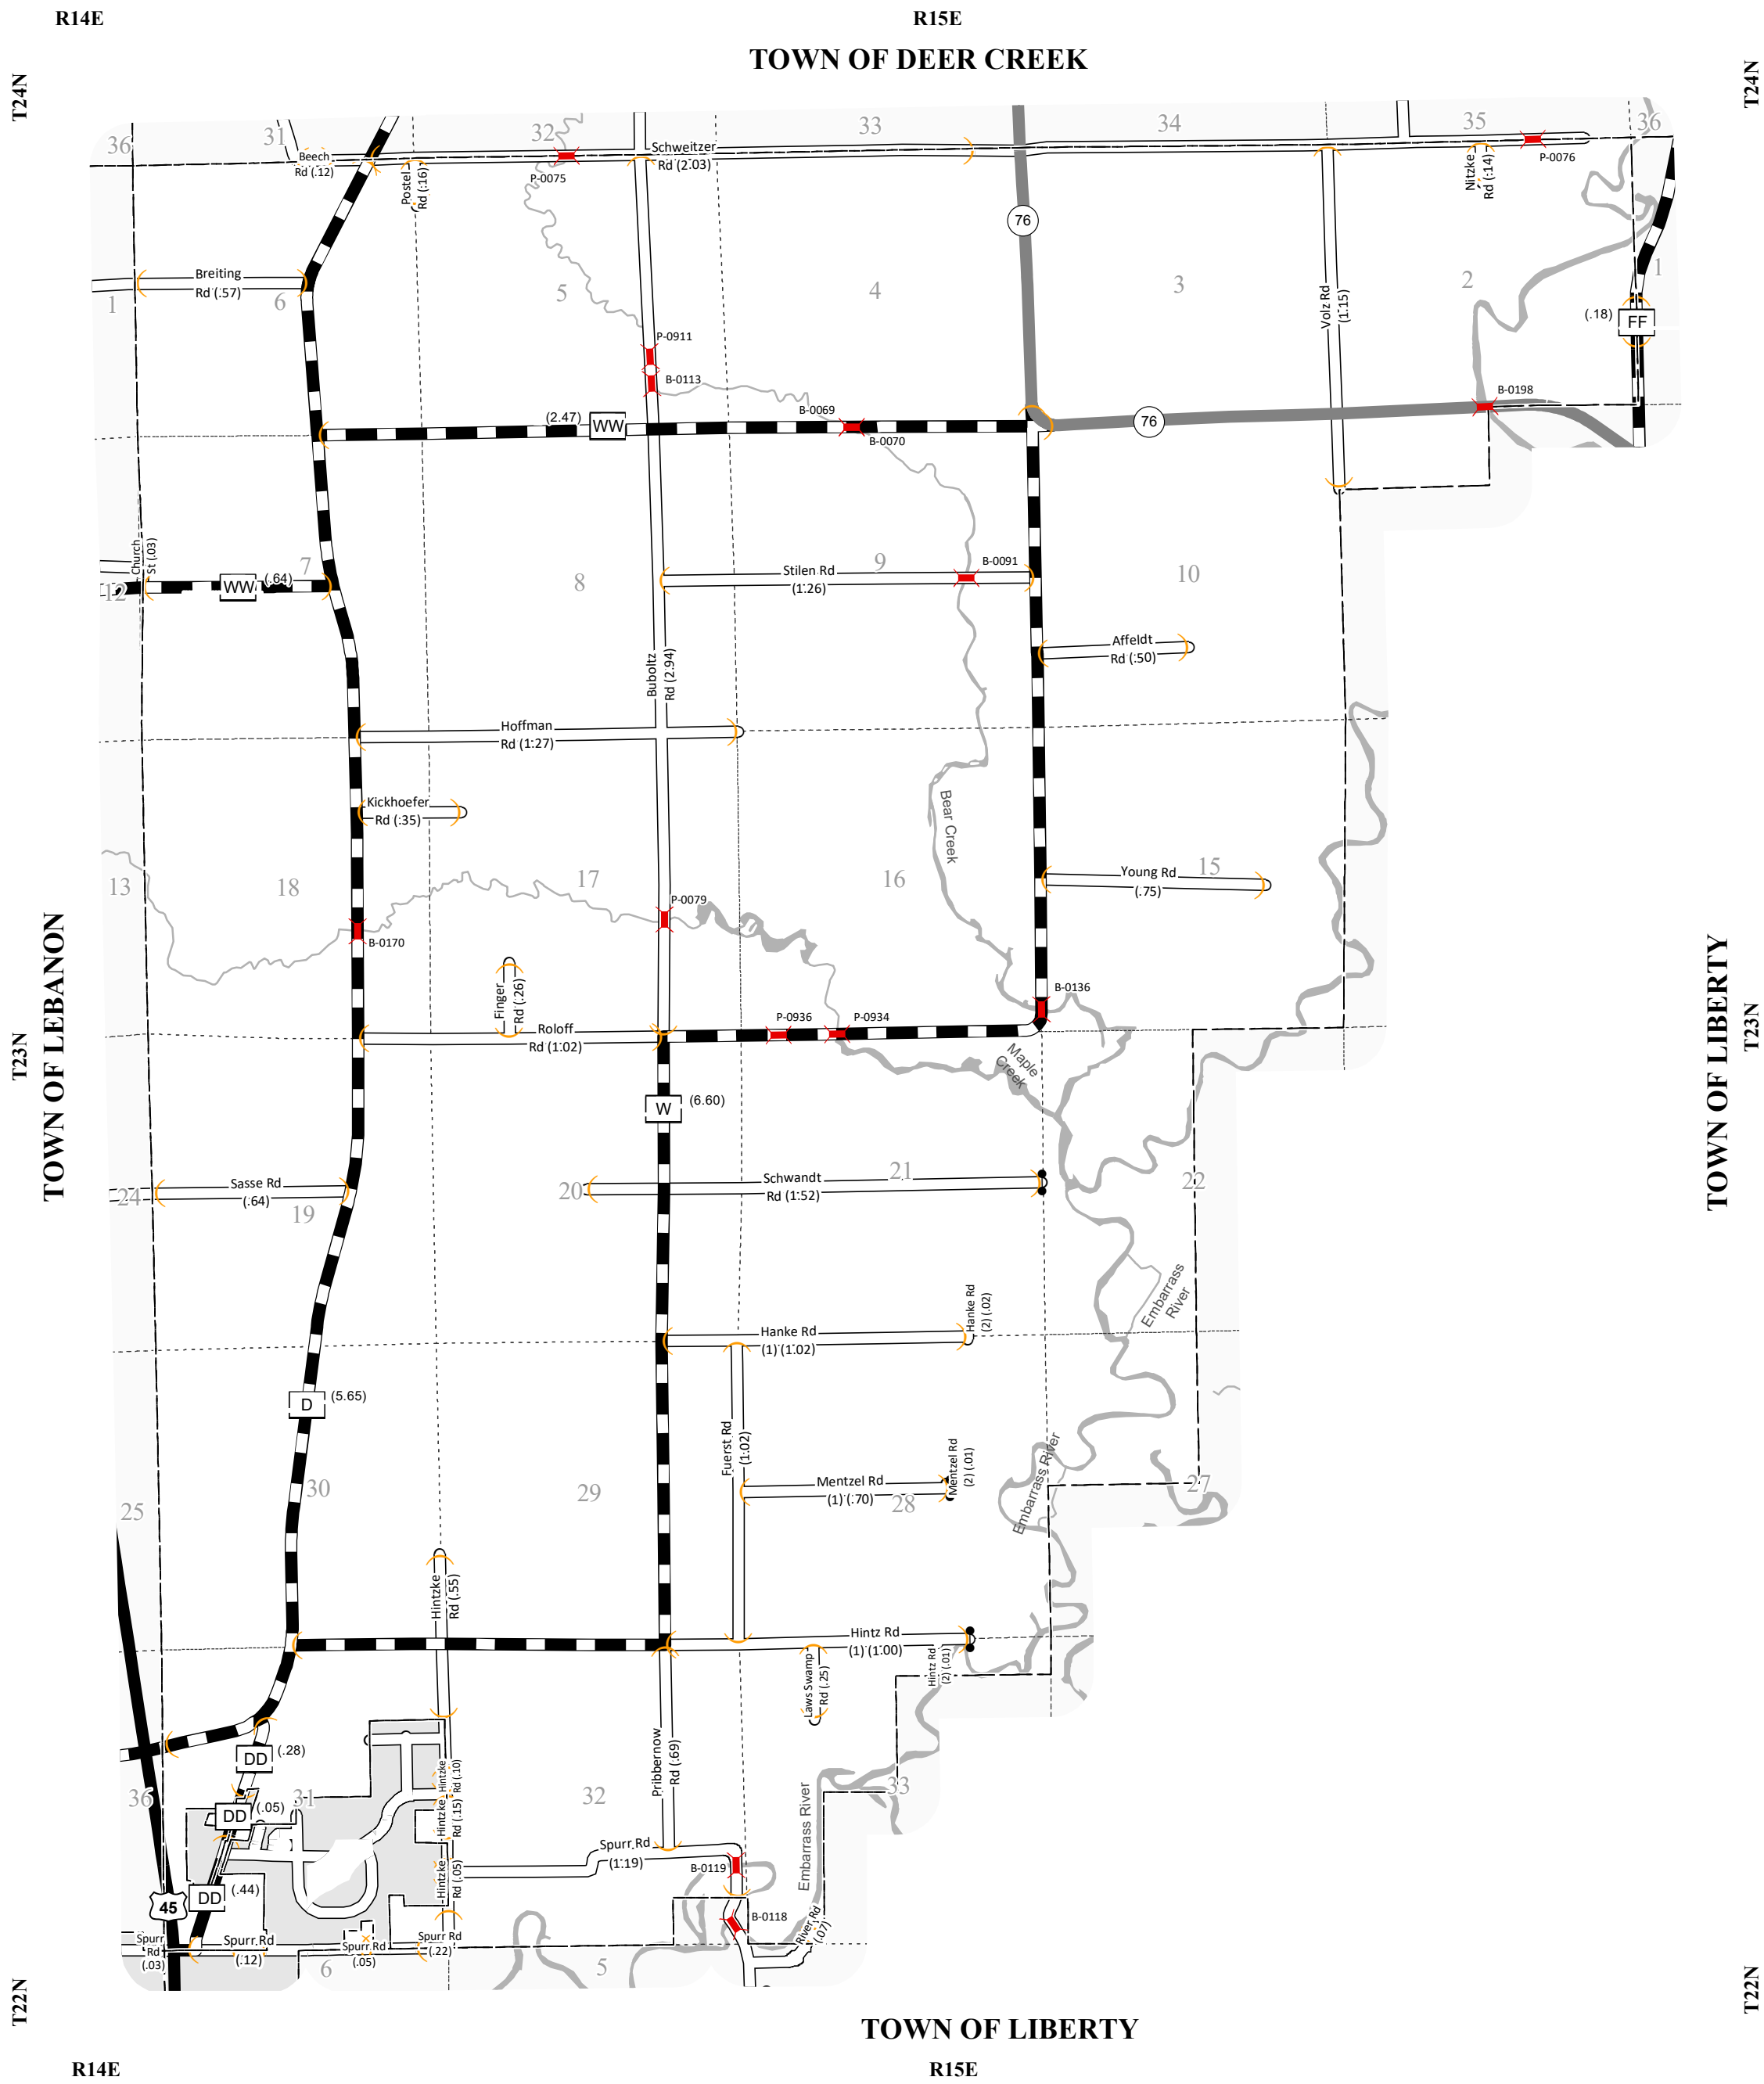 R14E
R15E
TOWN OF DEER CREEK
T24N
T24N
36
31
32
33
34
35
36
Beech
Rd (.12)
Postel
Rd (.16)
P-0075
Schweitzer
Rd (2.03)
Nitzke
Rd (.14)
P-0076
76
Breiting
Rd (.57)
1
6
5
4
3
2
1
Volz Rd
(1.15)
(.18)
FF
P-0911
B-0113
B-0198
(2.47)
WW
B-0069
B-0070
76
Church
St (.03)
12
WW
(.64)
7
8
9
10
Stilen Rd
(1.26)
B-0091
Affeldt
Rd (.50)
Buboltz
Rd (2.94)
Hoffman
Rd (1.27)
Kickhoefer
Rd (.35)
Bear Creek
13
18
17
16
15
Young Rd
(.75)
P-0079
B-0170
TOWN OF LEBANON
TOWN OF LIBERTY
T23N
T23N
Finger
Rd (.26)
Roloff
Rd (1.02)
P-0936
P-0934
B-0136
Maple
Creek
W
(6.60)
24
Sasse Rd
(.64)
19
20
Schwandt
Rd (1.52)
21
22
Embarrass
River
Hanke Rd
(1) (1.02)
Hanke Rd
(2) (.02)
D
(5.65)
Fuerst Rd
(1.02)
Mentzel Rd
(1) (.70)
Mentzel Rd
(2) (.01)
Embarrass River
25
30
29
28
27
Hintzke
Rd (.55)
Hintz Rd
(1) (1.00)
Hintz Rd
(2) (.01)
Laws Swamp
Rd (.25)
Pribbernow
Rd (.69)
DD
(.28)
DD
(.05)
DD
(.44)
36
31
32
33
Hintzke
Rd (.10)
Hintzke
Rd (.15)
Hintzke
Rd (.05)
Spurr Rd
(1.19)
B-0119
B-0118
Embarrass River
River Rd
(.07)
45
Spurr
Rd
(.03)
Spurr Rd
(.12)
Spurr Rd
(.05)
Spurr Rd
(.22)
6
5
T22N
T22N
TOWN OF LIBERTY
R14E
R15E